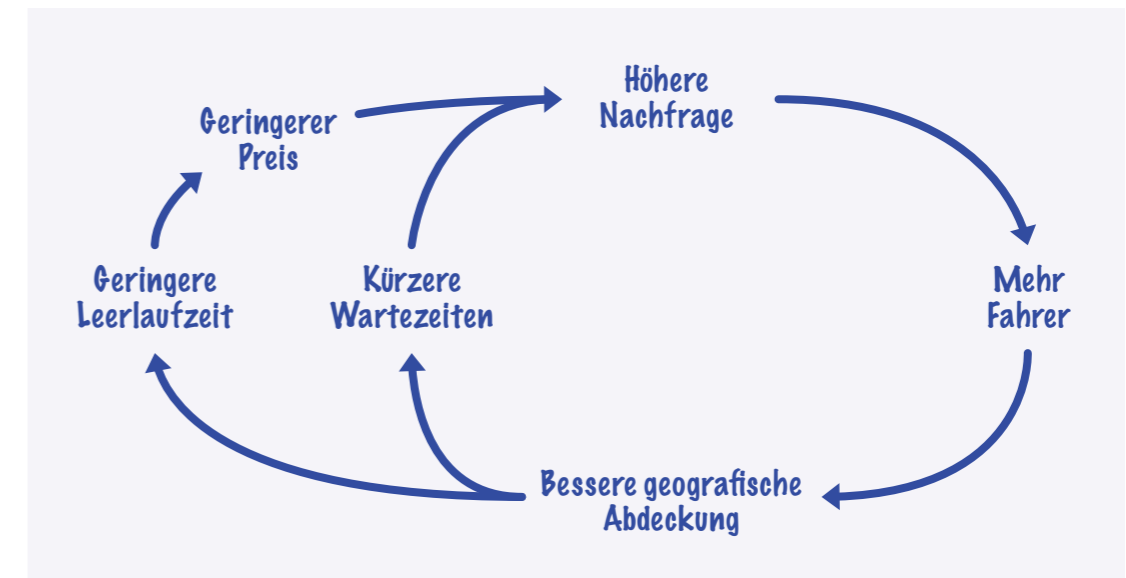 Höhere
Nachfrage
Geringerer
Preis
Geringere
Leerlaufzeit
Kürzere
Wartezeiten
Mehr
Fahrer
Bessere geografische
Abdeckung